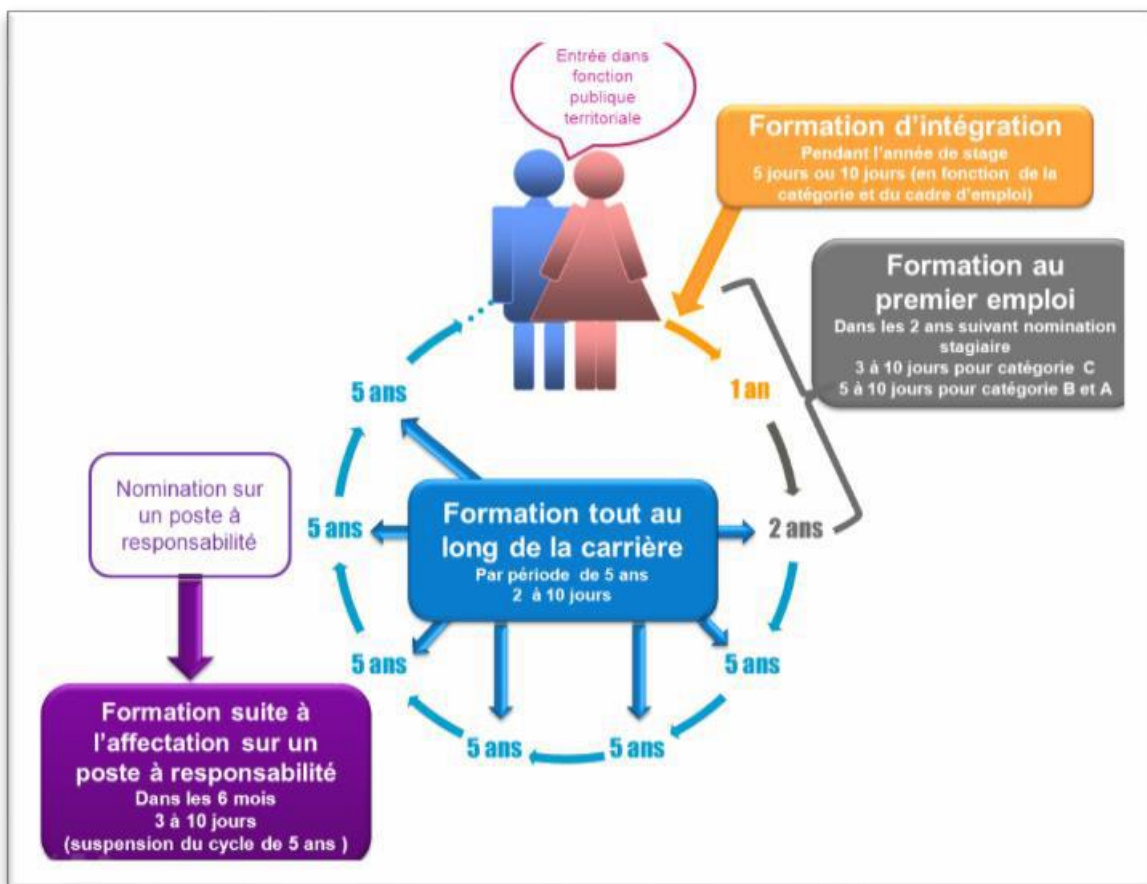 Entrée dans
fonction
publique
territoriale
Formation d'intégration
Pendant l'année de stage
5 jours ou 10 jours (en fonction de la
catégorie et du cadre d'emploi)
Formation au
premier emploi
Dans les 2 ans suivant nomination
stagiaire
3 à 10 jours pour catégorie C
5 à 10 jours pour catégorie B et A
1 an
2 ans
5 ans
5 ans
5 ans
5 ans
5 ans
5 ans
Formation tout au
long de la carrière
Par période de 5 ans
2 à 10 jours
Nomination sur
un poste à
responsabilité
Formation suite à
l'affectation sur un
poste à responsabilité
Dans les 6 mois
3 à 10 jours
(suspension du cycle de 5 ans )